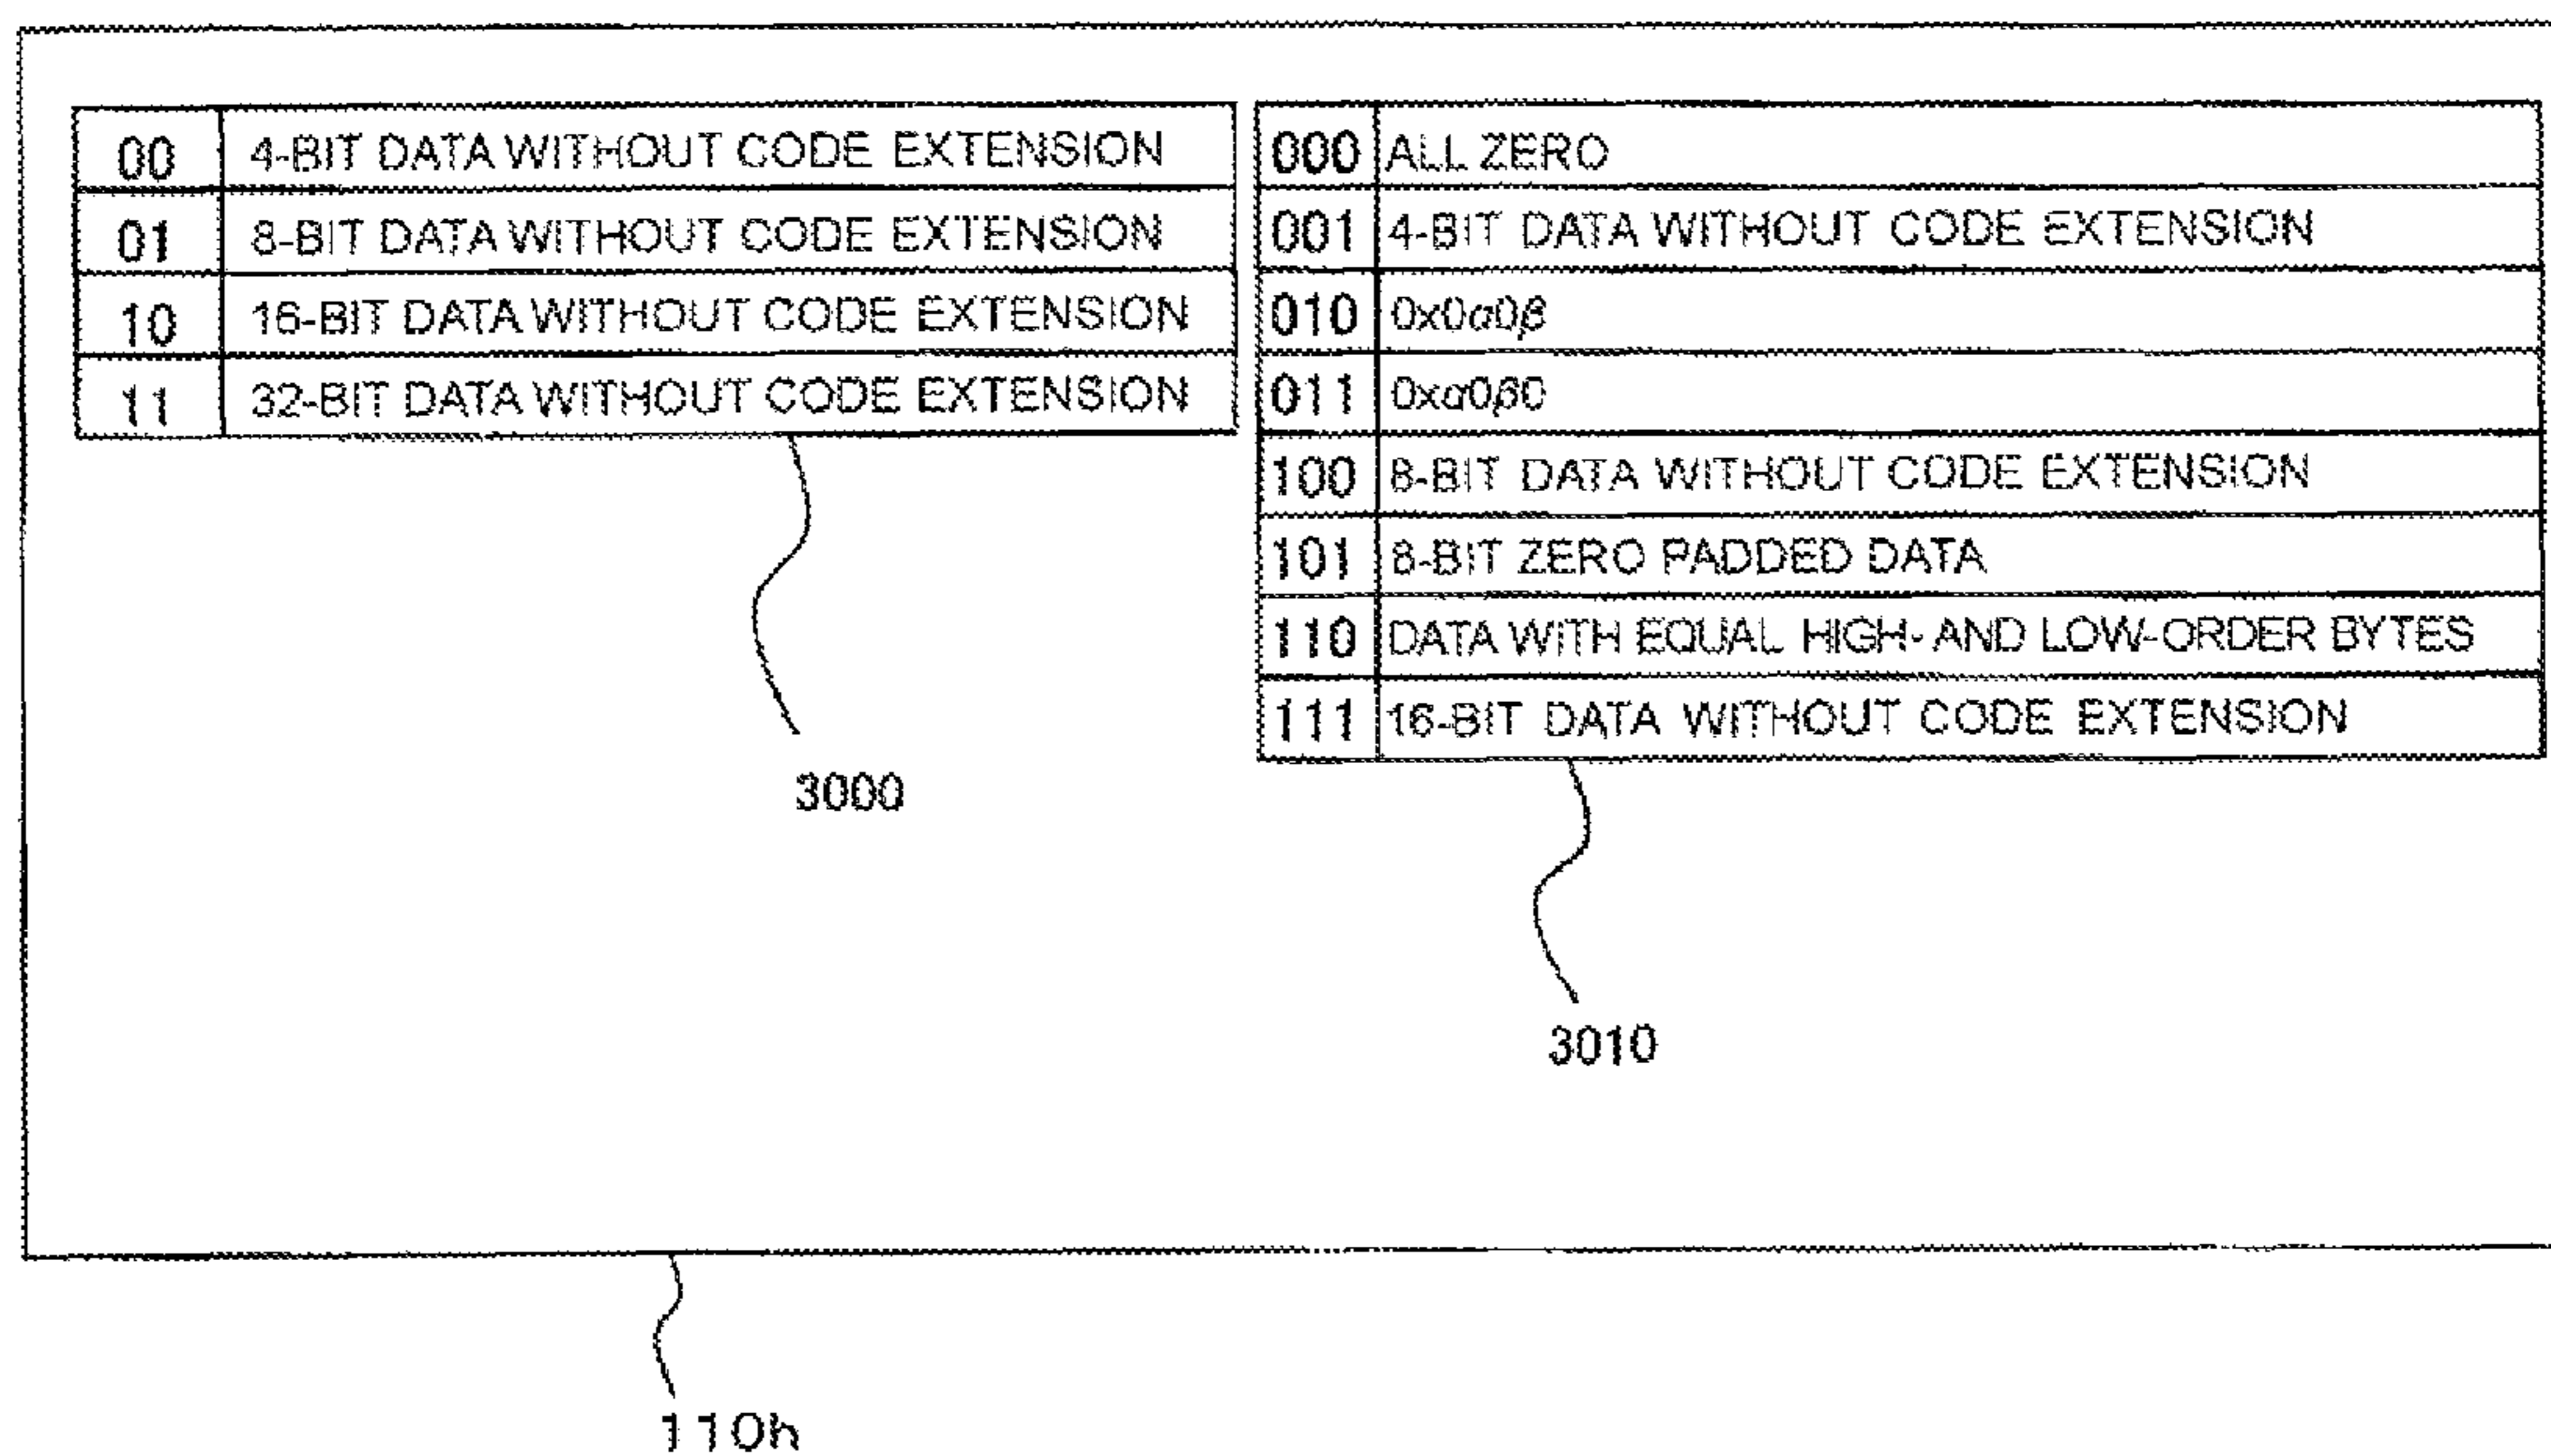 00 4-BIT DATA WITHOUT CODE EXTENSION
01 8-BIT DATA WITHOUT CODE EXTENSION
10 16-BIT DATA WITHOUT CODE EXTENSION
11 32-BIT DATA WITHOUT CODE EXTENSION
3000
000 ALL ZERO
001 4-BIT DATA WITHOUT CODE EXTENSION
010 0x0α0β
011 0xα0β0
100 8-BIT DATA WITHOUT CODE EXTENSION
101 8-BIT ZERO PADDED DATA
110 DATA WITH EQUAL HIGH- AND LOW-ORDER BYTES
111 16-BIT DATA WITHOUT CODE EXTENSION
3010
110h